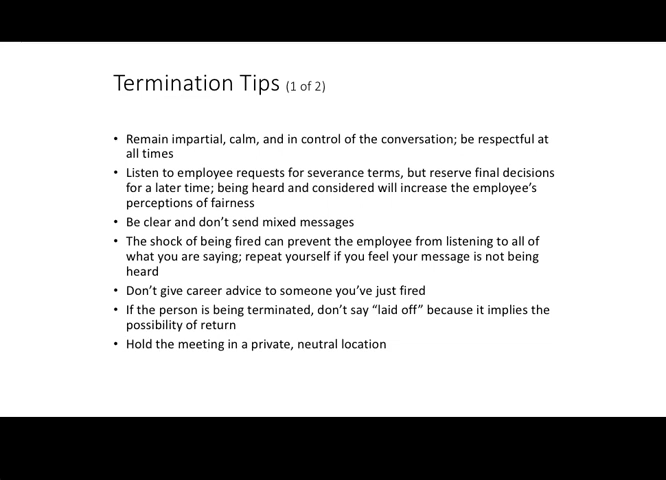 Termination Tips (1 of 2)
• Remain impartial, calm, and in control of the conversation; be respectful at
all times
• Listen to employee requests for severance terms, but reserve final decisions
for a later time; being heard and considered will increase the employee’s
perceptions of fairness
• Be clear and don’t send mixed messages
• The shock of being fired can prevent the employee from listening to all of
what you are saying; repeat yourself if you feel your message is not being
heard
• Don’t give career advice to someone you’ve just fired
• If the person is being terminated, don’t say “laid off” because it implies the
possibility of return
• Hold the meeting in a private, neutral location